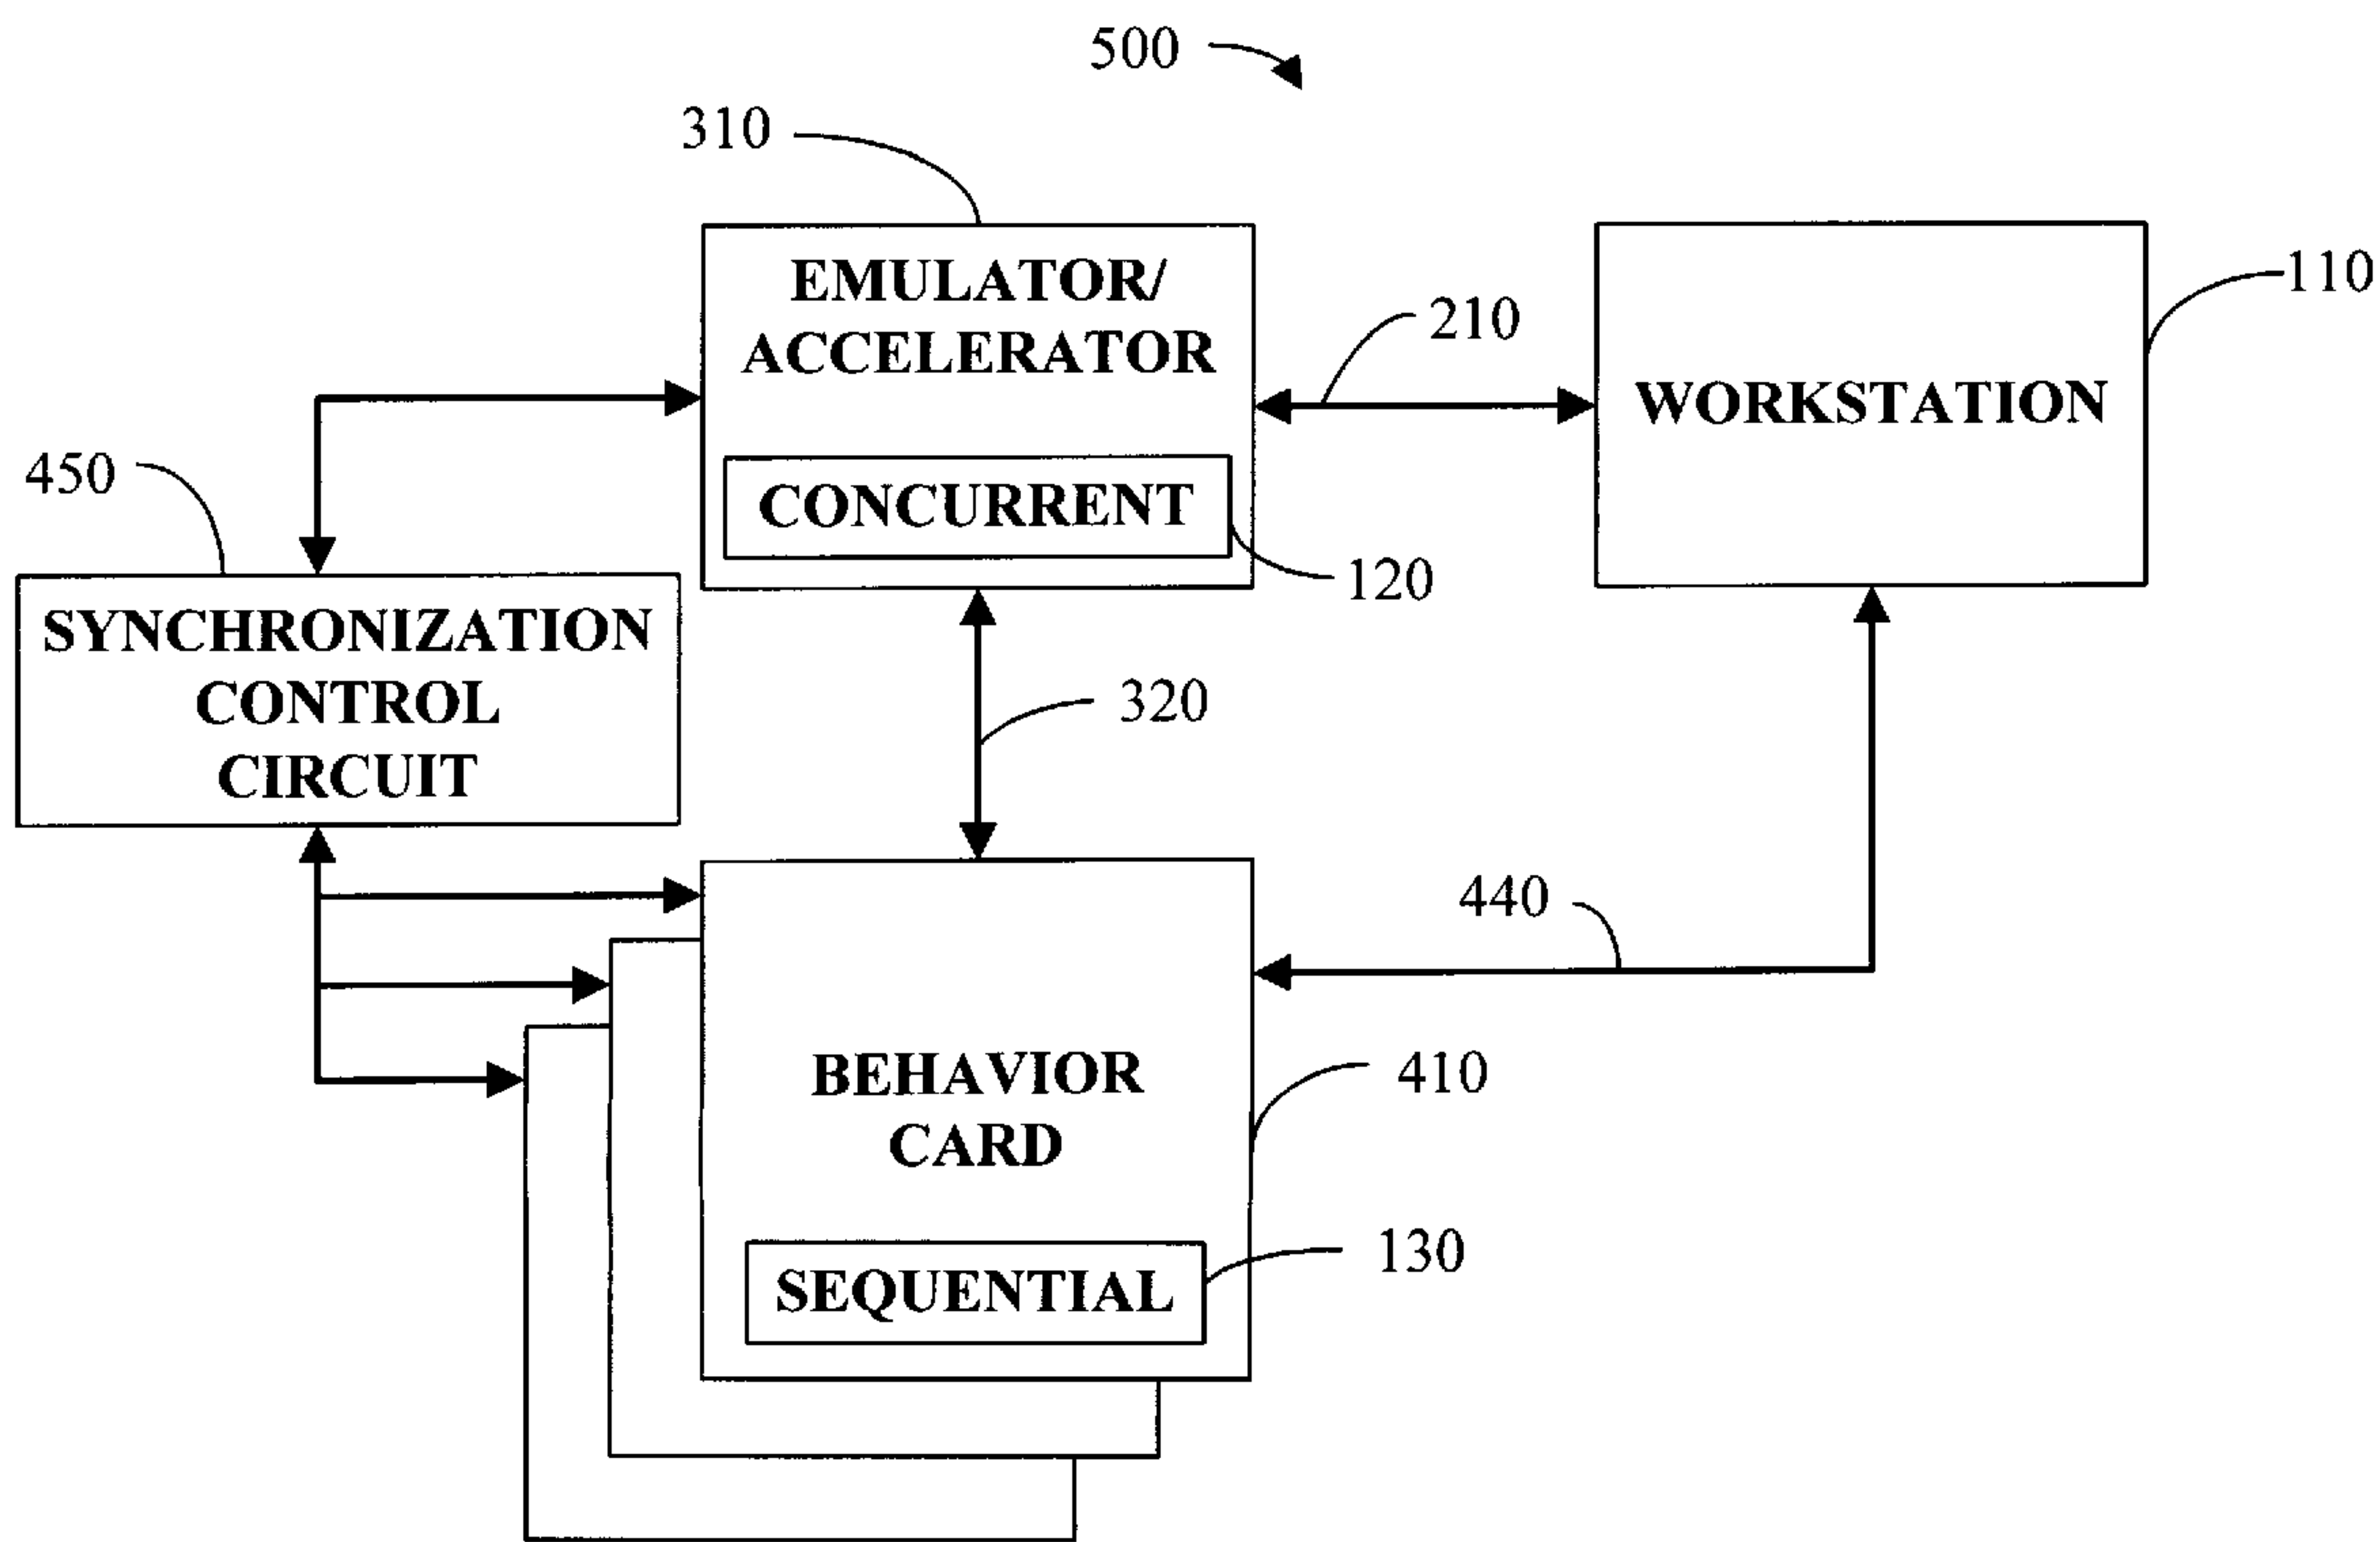 500
310
EMULATOR/
ACCELERATOR
CONCURRENT
120
210
WORKSTATION
110
450
SYNCHRONIZATION
CONTROL
CIRCUIT
320
440
BEHAVIOR
CARD
410
SEQUENTIAL
130